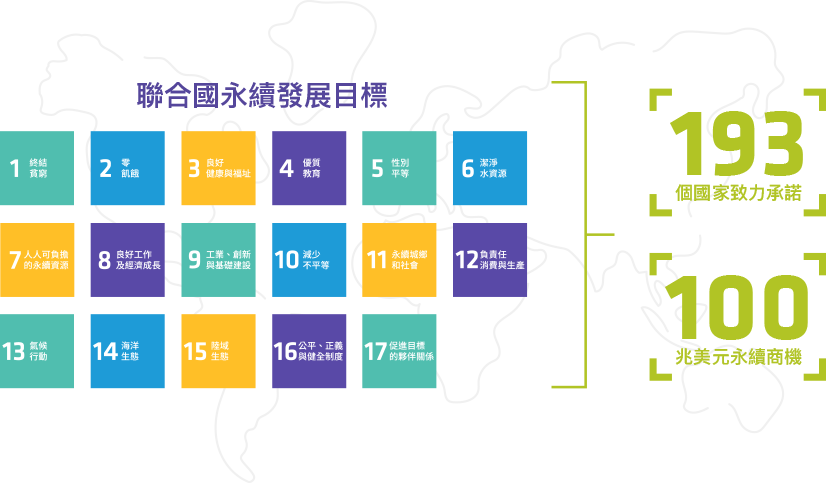 聯合國永續發展目標
1 終結
貧窮
2 零
飢餓
3 良好
健康與福祉
4 優質
教育
5 性別
平等
6 潔淨
水資源
7 人人可負擔
的永續資源
8 良好工作
及經濟成長
9 工業、創新
與基礎建設
10 減少
不平等
11 永續城鄉
和社會
12 負責任
消費與生產
13 氣候
行動
14 海洋
生態
15 陸域
生態
16 公平、正義
與健全制度
17 促進目標
的夥伴關係
193
個國家致力承諾
100
兆美元永續商機